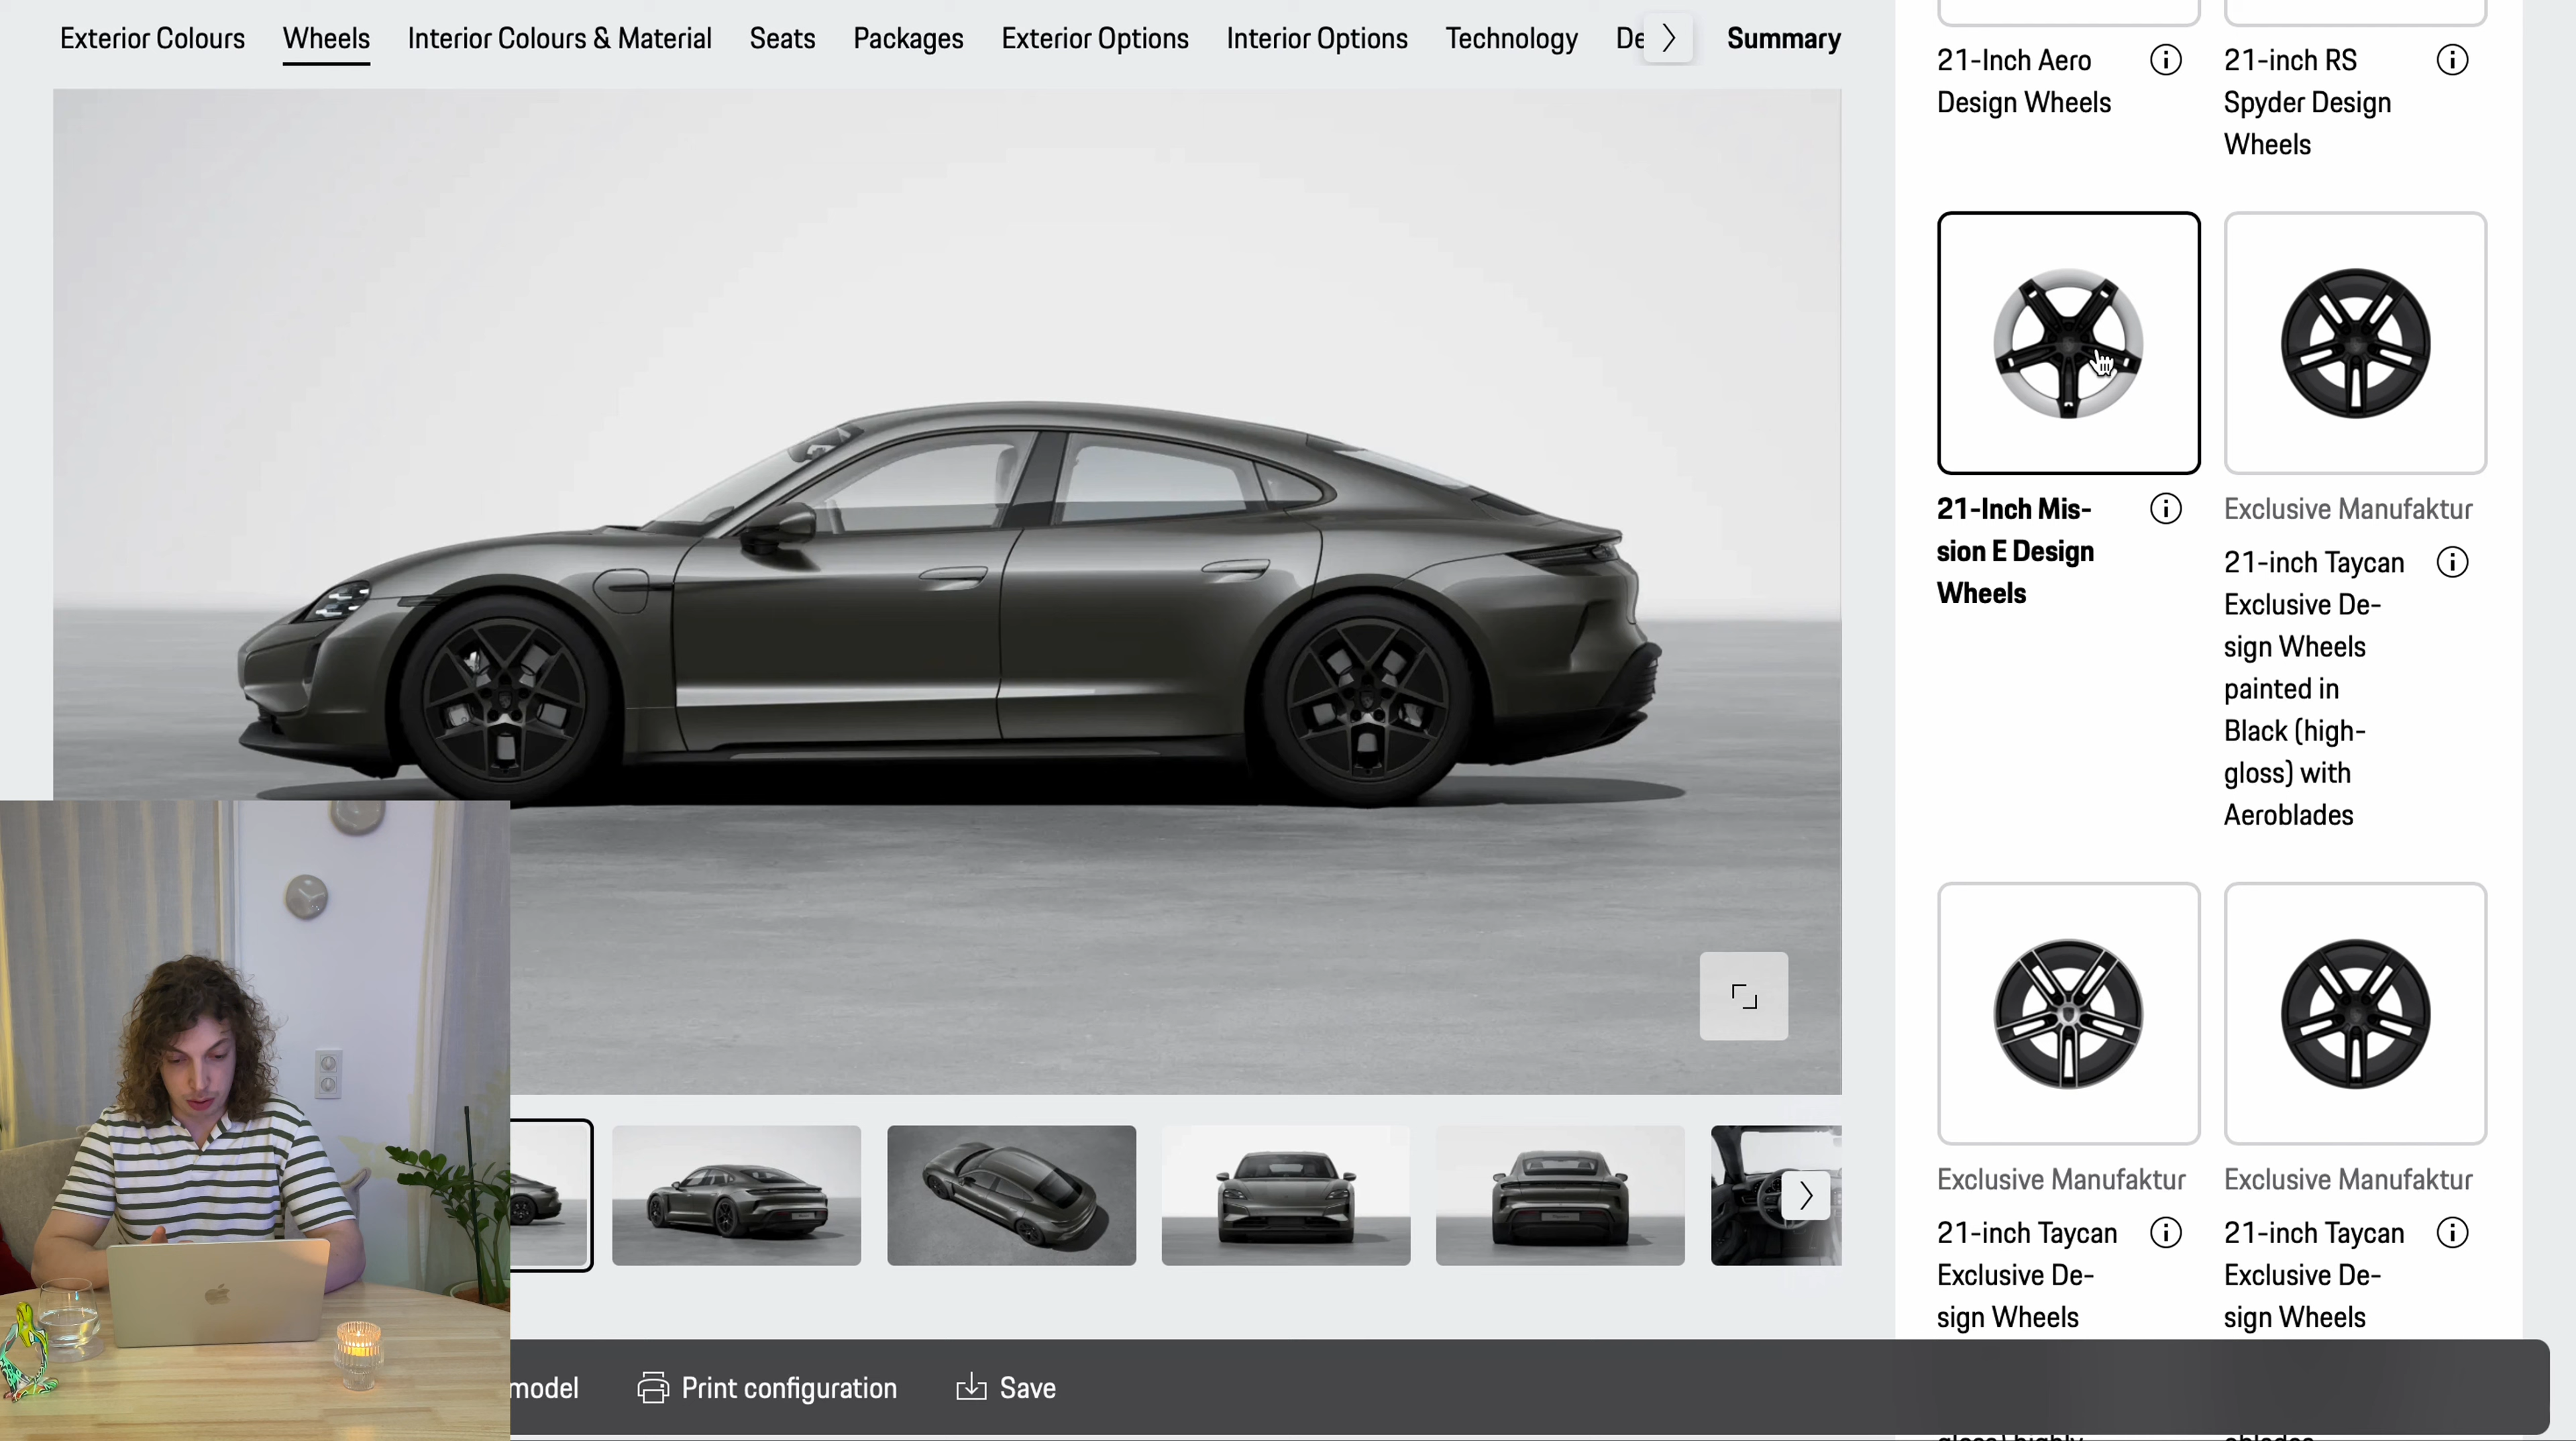 Exterior Colours
Wheels
Interior Colours & Material
Seats
Packages
Exterior Options
Interior Options
Technology
De
Summary
21-Inch Aero
Design Wheels
21-inch RS
Spyder Design
Wheels
21-Inch Mis-
sion E Design
Wheels
Exclusive Manufaktur
21-inch Taycan
Exclusive De-
sign Wheels
painted in
Black (high-
gloss) with
Aeroblades
Exclusive Manufaktur
21-inch Taycan
Exclusive De-
sign Wheels
Exclusive Manufaktur
21-inch Taycan
Exclusive De-
sign Wheels
model
Print configuration
Save